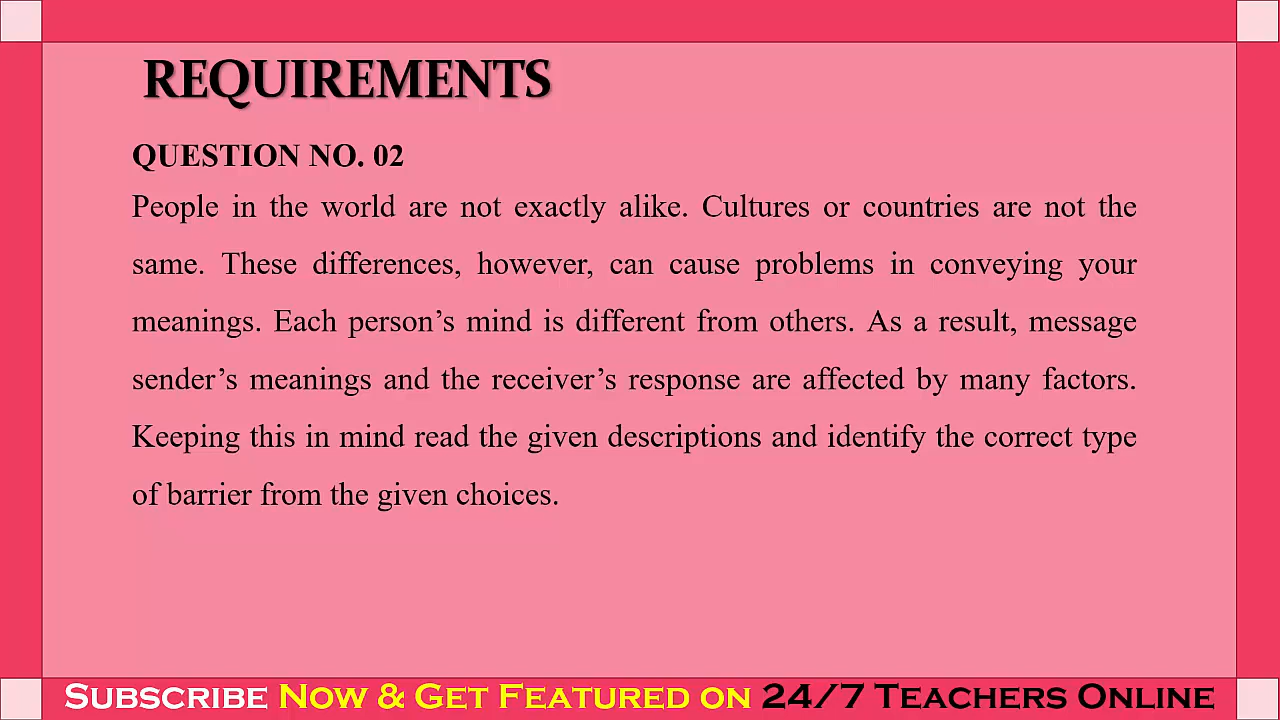 REQUIREMENTS
QUESTION NO. 02
People in the world are not exactly alike. Cultures or countries are not the
same. These differences, however, can cause problems in conveying your
meanings. Each person’s mind is different from others. As a result, message
sender’s meanings and the receiver’s response are affected by many factors.
Keeping this in mind read the given descriptions and identify the correct type
of barrier from the given choices.
Subscribe Now & Get Featured on 24/7 Teachers Online